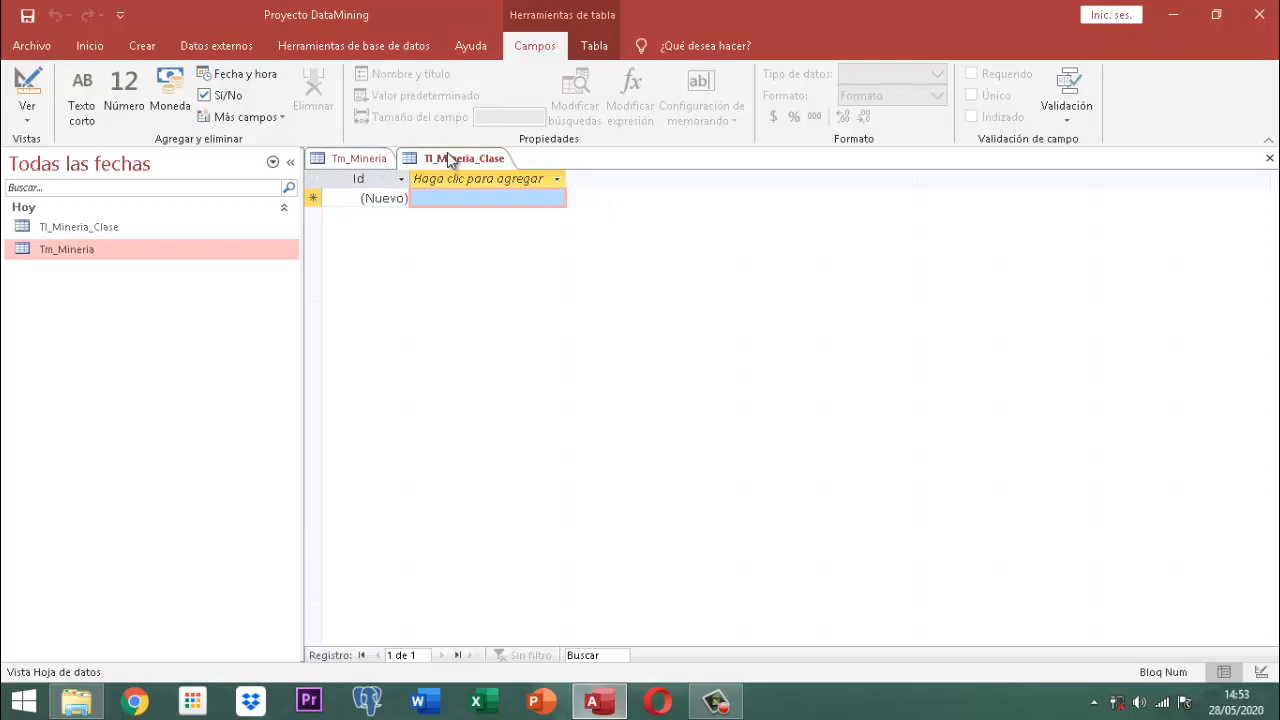 Proyecto DataMining
Herramientas de tabla
Inic. ses.
Archivo
Inicio
Crear
Datos externos
Herramientas de base de datos
Ayuda
Campos
Tabla
¿Qué desea hacer?
Ver
Vistas
AB
Texto corto
12
Número
Moneda
Fecha y hora
Sí/No
Más campos
Eliminar
Agregar y eliminar
Nombre y título
Valor predeterminado
Tamaño del campo
Modificar búsquedas
fx
Modificar expresión
ab
Configuración de memorando
Propiedades
Tipo de datos:
Formato:
Formato
$ % 000
Formato
Requerido
Único
Indizado
Validación
Validación de campo
Todas las fechas
Buscar...
Hoy
Tl_Mineria_Clase
Tm_Mineria
Tm_Mineria
Tl_Mineria_Clase
Id
Haga clic para agregar
(Nuevo)
Registro:
1 de 1
Sin filtro
Buscar
Vista Hoja de datos
Bloq Num
Pr
14:53
28/05/2020